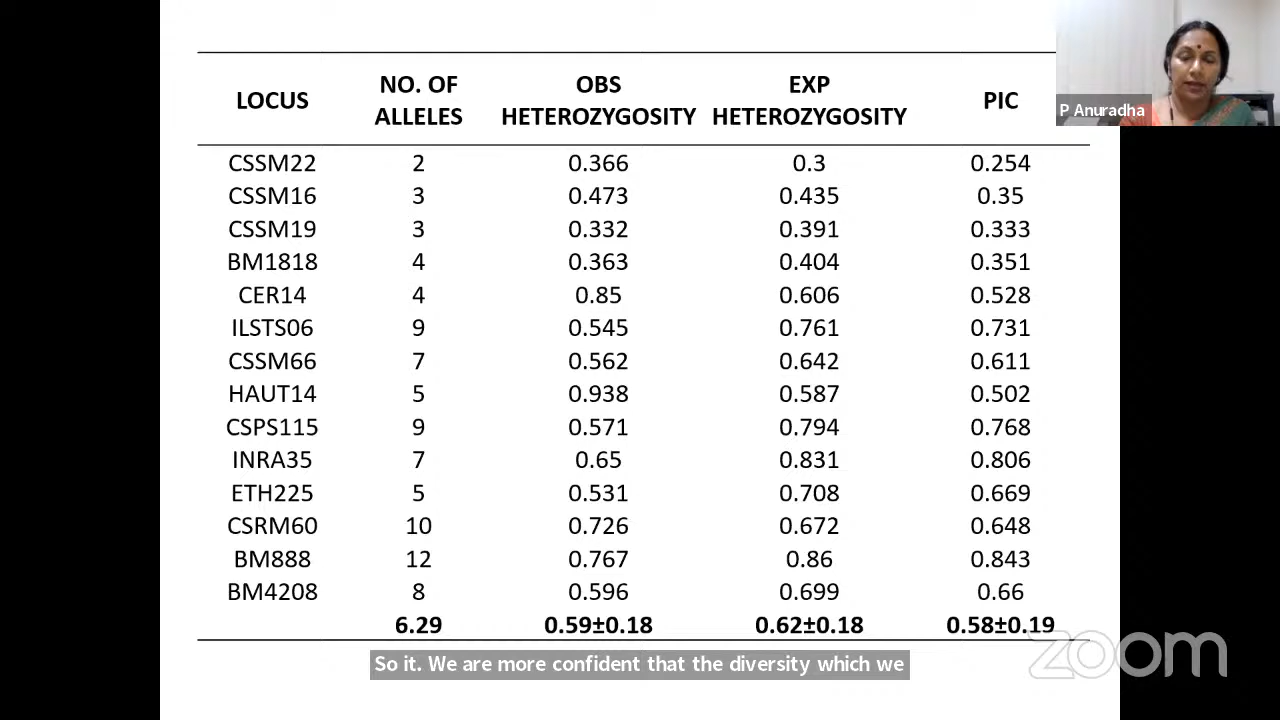 LOCUS NO. OF ALLELES OBS HETEROZYGOSITY EXP HETEROZYGOSITY PIC
P Anuradha
CSSM22 2 0.366 0.3 0.254
CSSM16 3 0.473 0.435 0.35
CSSM19 3 0.332 0.391 0.333
BM1818 4 0.363 0.404 0.351
CER14 4 0.85 0.606 0.528
ILSTS06 9 0.545 0.761 0.731
CSSM66 7 0.562 0.642 0.611
HAUT14 5 0.938 0.587 0.502
CSPS115 9 0.571 0.794 0.768
INRA35 7 0.65 0.831 0.806
ETH225 5 0.531 0.708 0.669
CSRM60 10 0.726 0.672 0.648
BM888 12 0.767 0.86 0.843
BM4208 8 0.596 0.699 0.66
6.29 0.59±0.18 0.62±0.18 0.58±0.19
So it. We are more confident that the diversity which we
zoom